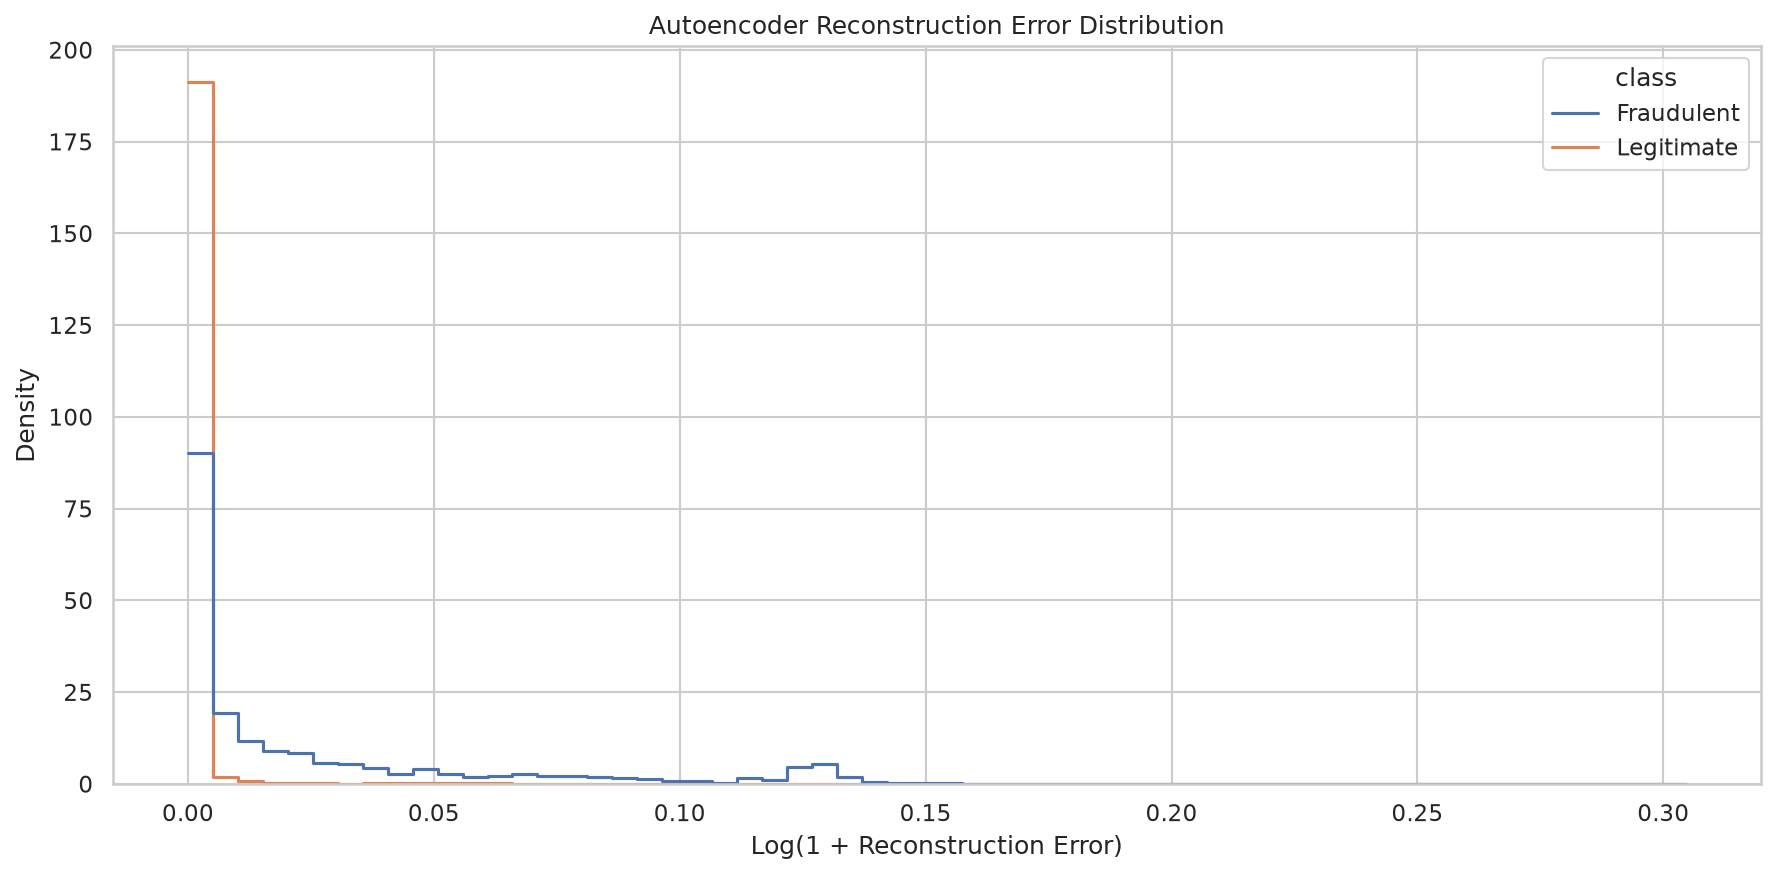 Autoencoder Reconstruction Error Distribution
200
175
150
125
100
75
50
25
0
Density
class
Fraudulent
Legitimate
0.00 0.05 0.10 0.15 0.20 0.25 0.30
Log(1 + Reconstruction Error)